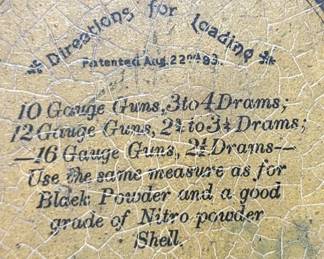 Directions for Loading
Patented Aug. 22nd 93.
10 Gauge Guns, 3 to 4 Drams;
12 Gauge Guns, 2¾ to 3¼ Drams;
—16 Gauge Guns, 2½ Drams—
Use the same measure as for
Black Powder and a good
grade of Nitro powder
Shell.